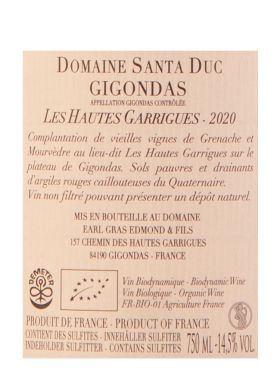 DOMAINE SANTA DUC
GIGONDAS
APPELLATION GIGONDAS CONTRÔLÉE
LES HAUTES GARRIGUES - 2020
Complantation de vieilles vignes de Grenache et
Mourvèdre au lieu-dit Les Hautes Garrigues sur le
plateau de Gigondas. Sols pauvres et drainants
d'argiles rouges caillouteuses du Quaternaire.
Vin non filtré pouvant présenter un dépôt naturel.
MIS EN BOUTEILLE AU DOMAINE
EARL GRAS EDMOND & FILS
157 CHEMIN DES HAUTES GARRIGUES
84190 GIGONDAS - FRANCE
DEMETER
Vin Biodynamique - Biodynamic Wine
Vin Biologique - Organic Wine
FR-BIO-01 Agriculture France
PRODUIT DE FRANCE - PRODUCT OF FRANCE
CONTIENT DES SULFITES - INNEHÅLLER SULFITER
INDEHOLDER SULFITTER - CONTAINS SULFITES
750 ML - 14,5% VOL.